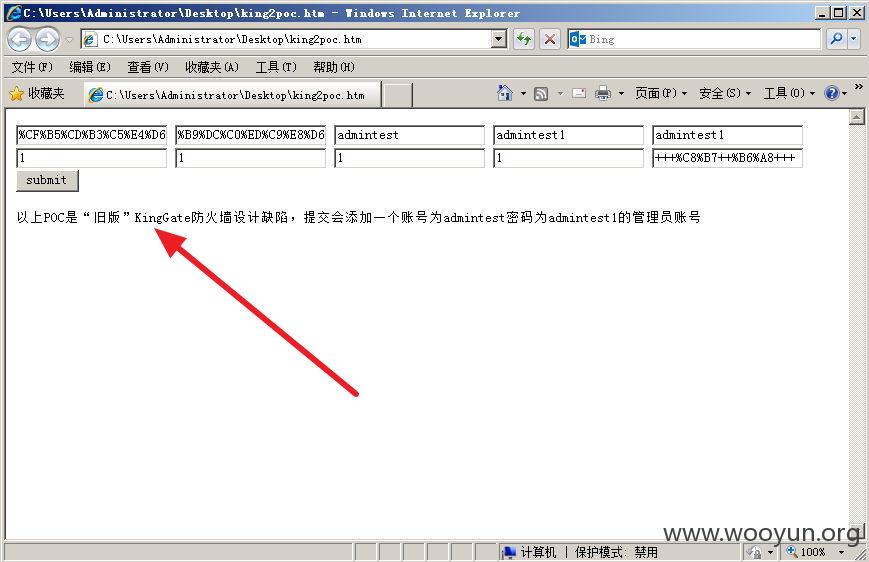 C:\Users\Administrator\Desktop\king2poc.htm - Windows Internet Explorer
C:\Users\Administrator\Desktop\king2poc.htm Bing
文件(F) 编辑(E) 查看(V) 收藏夹(A) 工具(T) 帮助(H)
收藏夹 C:\Users\Administrator\Desktop\king2poc.htm 页面(P) 安全(S) 工具(O) »
%CF%B5%CD%B3%C5%E4%D6 %B9%DC%C0%ED%C9%E8%D6 admintest admintest1 admintest1
1 1 1 1 +++%C8%B7++%B6%A8+++
submit
以上POC是“旧版”KingGate防火墙设计缺陷，提交会添加一个账号为admintest密码为admintest1的管理员账号
www.wooyun.org
计算机 | 保护模式: 禁用 100%